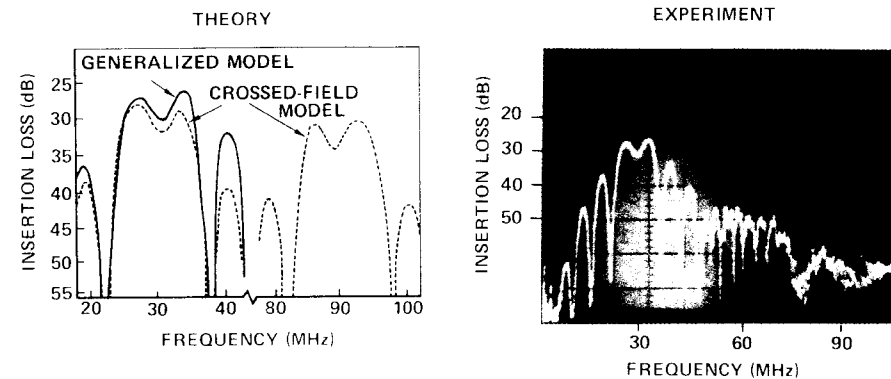 THEORY
GENERALIZED MODEL
CROSSED-FIELD
MODEL
INSERTION LOSS (dB)
25
30
35
40
45
50
55
20
30
40
80
90
100
FREQUENCY (MHz)
EXPERIMENT
INSERTION LOSS (dB)
20
30
40
50
30
60
90
FREQUENCY (MHz)